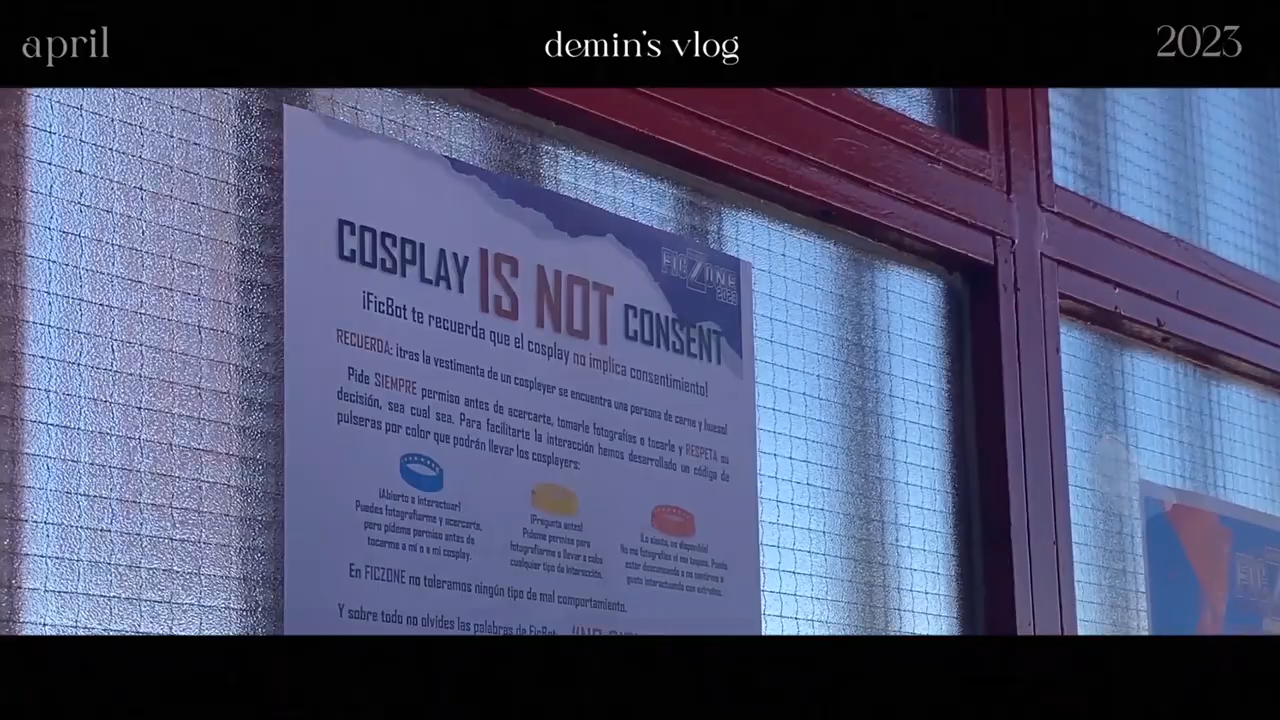 april
demin's vlog
2023
FICZONE
2023
COSPLAY IS NOT CONSENT
¡FicBot te recuerda que el cosplay no implica consentimiento!
RECUERDA: ¡tras la vestimenta de un cosplayer se encuentra una persona de carne y hueso!
Pide SIEMPRE permiso antes de acercarte, tomarle fotografías o tocarle y RESPETA su
decisión, sea cual sea. Para facilitarte la interacción hemos desarrollado un código de
pulseras por color que podrán llevar los cosplayers:
¡Abierto a interactuar!
Puedes fotografiarme y acercarte,
pero pídeme permiso antes de
tocarme a mí o a mi cosplay.
¡Pregunta antes!
Pídeme permiso para
fotografiarme o llevar a cabo
cualquier tipo de interacción.
¡Lo siento, no disponible!
No me fotografíes ni me toques. Puedo
estar descansando o no sentirme a
gusto interactuando con extraños.
En FICZONE no toleramos ningún tipo de mal comportamiento.
Y sobre todo no olvides las palabras de FicBot: